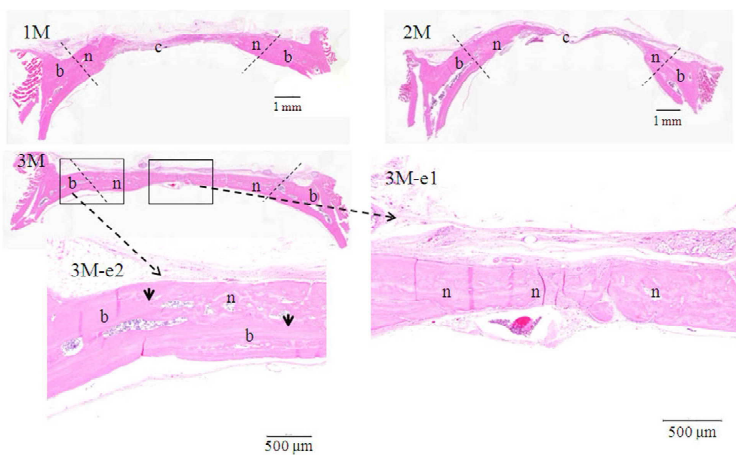 1M
b n c n b
1 mm
2M
b n c n b
1 mm
3M
b n n b
3M-e1
n n n
500 µm
3M-e2
b n b
500 µm